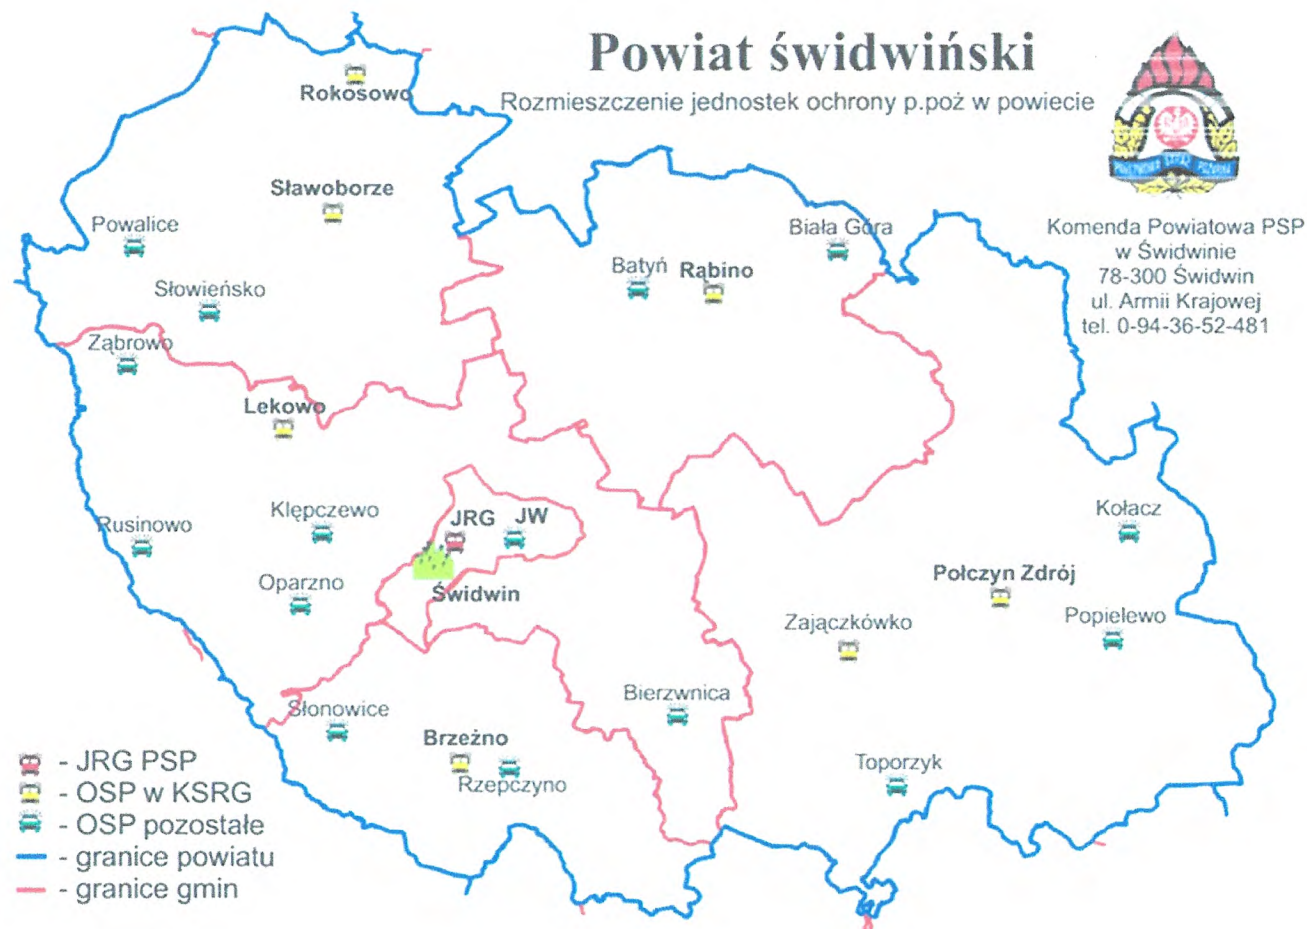 Powiat świdwiński
Rozmieszczenie jednostek ochrony p.poż w powiecie
Rokosowo
Sławoborze
Powalice
Biała Góra
Komenda Powiatowa PSP
w Świdwinie
78-300 Świdwin
ul. Armii Krajowej
tel. 0-94-36-52-481
Batyń
Rąbino
Słowieńsko
Ząbrowo
Lekowo
Klępczewo
JRG
JW
Rusinowo
Kołacz
Oparzno
Świdwin
Połczyn Zdrój
Zajączkówko
Popielewo
Bierzwnica
Słonowice
Brzeżno
Rzepczyno
Toporzyk
- JRG PSP
- OSP w KSRG
- OSP pozostałe
- granice powiatu
- granice gmin